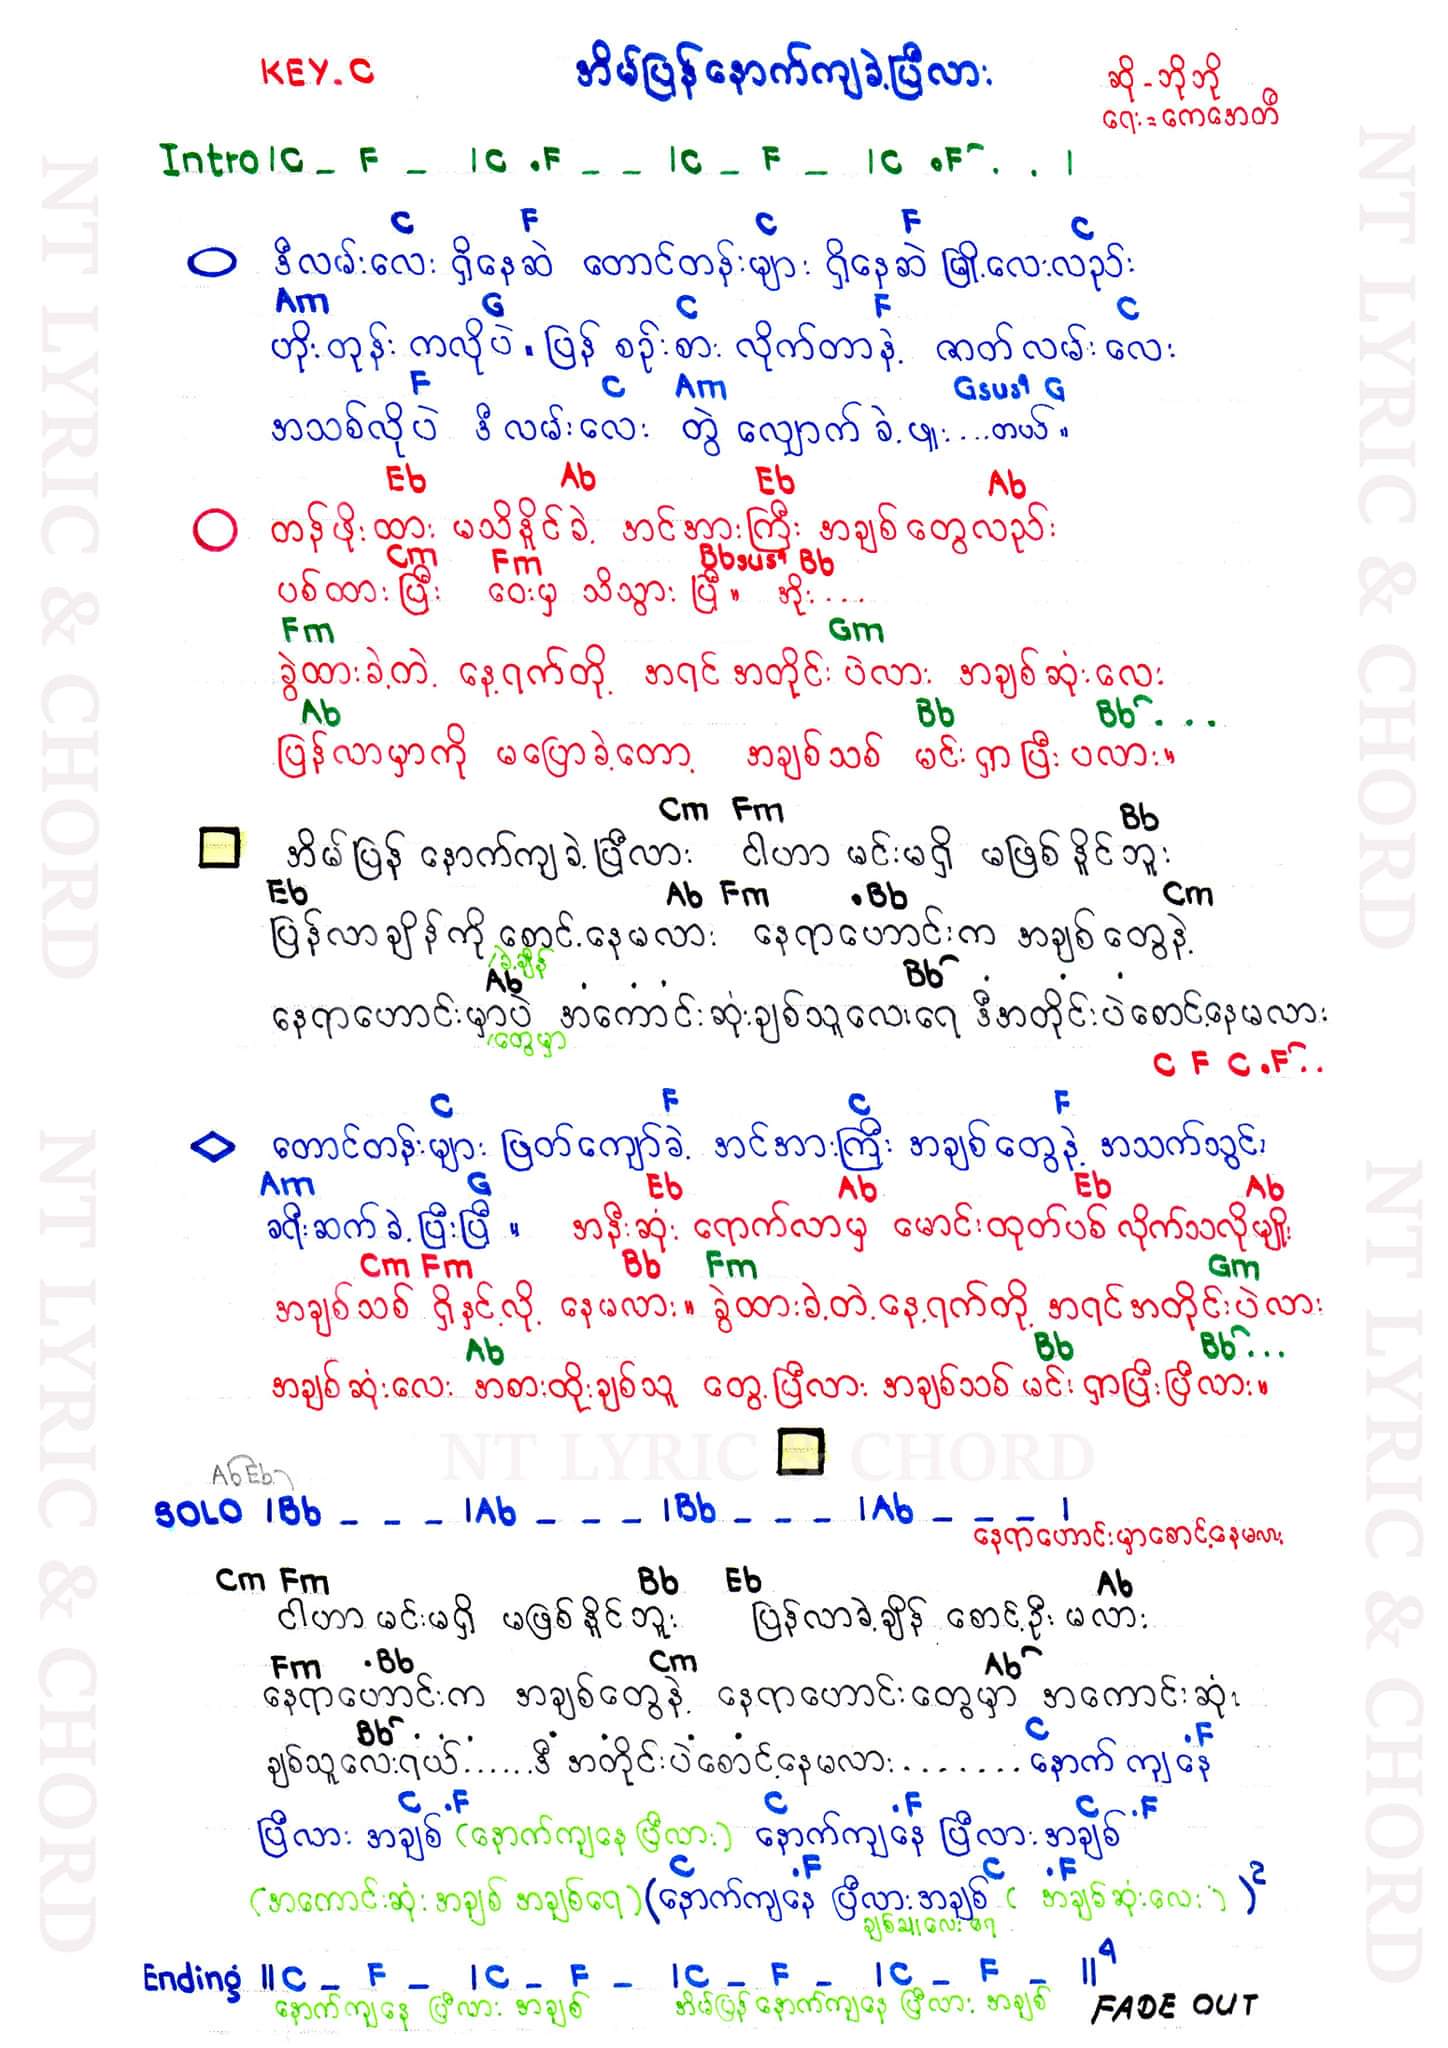 KEY.C
အိမ်ပြန်နောက်ကျခဲ့ပြီလား
ဆို - ဘိုဘို
ရေး = ကေအေတီ
Intro |C _ F _ |C .F _ _ |C _ F _ |C .F . . |
C F C F C
ဒီလမ်းလေး ရှိနေဆဲ တောင်တန်းများ ရှိနေဆဲ မြို့လေးလည်း
Am G C F C
ဟိုးတုန်း ကလိုပဲ။ ပြန် စဉ်းစား လိုက်တာနဲ့ ဇာတ်လမ်းလေး
F C Am Gsus4 G
အသစ်လိုပဲ ဒီလမ်းလေး တွဲ လျှောက်ခဲ့ဖူး...တယ်။
Eb Ab Eb Ab
တန်ဖိုးထား မသိနိုင်ခဲ့ အင်အားကြီး အချစ်တွေလည်း
Cm Fm Bbsus4 Bb
ပစ်ထားပြီး ဝေးမှ သိသွားပြီ။ အိုး....
Fm Gm
ခွဲထားခဲ့တဲ့ နေ့ရက်တို့ အရင်အတိုင်းပဲလား အချစ်ဆုံးလေး
Ab Bb Bb . . .
ပြန်လာမှာကို မပြောခဲ့တော့ အချစ်သစ် မင်းရှာပြီးပလား။
Cm Fm Bb
အိမ်ပြန် နောက်ကျခဲ့ပြီလား ငါဟာ မင်းမရှိ မဖြစ်နိုင်ဘူး
Eb Ab Fm .Bb Cm
ပြန်လာချိန်ကို စောင့်နေမလား နေရာဟောင်းက အချစ်တွေနဲ့
(ခဲ့ချိန်
Ab Bb
နေရာဟောင်းမှာပဲ အကောင်းဆုံးချစ်သူလေးရေ ဒီအတိုင်းပဲစောင့်နေမလား
(တွေမှာ
C F C .F . .
C F C F
တောင်တန်းများ ဖြတ်ကျော်ခဲ့ အင်အားကြီး အချစ်တွေနဲ့ အသက်သွင်း
Am G Eb Ab Eb Ab
ခရီးဆက်ခဲ့ပြီးပြီ။ အနီးဆုံး ရောက်လာမှ မောင်းထုတ်ပစ်လိုက်သလိုမျိုး
Cm Fm Bb Fm Gm
အချစ်သစ် ရှိနှင့်လို့ နေမလား။ ခွဲထားခဲ့တဲ့နေ့ရက်တို့ အရင်အတိုင်းပဲလား
Ab Bb Bb . . .
အချစ်ဆုံးလေး အစားထိုးချစ်သူ တွေ့ပြီလား အချစ်သစ် မင်းရှာပြီးပြီလား။
NT LYRIC & CHORD
Ab Eb7
SOLO |Bb _ _ _ |Ab _ _ _ |Bb _ _ _ |Ab _ _ _ |
နေရာဟောင်းမှာစောင့်နေမလား
Cm Fm Bb Eb Ab
ငါဟာ မင်းမရှိ မဖြစ်နိုင်ဘူး ပြန်လာခဲ့ချိန် စောင့်ဦးမလား
Fm .Bb Cm Ab
နေရာဟောင်းက အချစ်တွေနဲ့ နေရာဟောင်းတွေမှာ အကောင်းဆုံး
Bb C .F
ချစ်သူလေးရယ်......ဒီ အတိုင်းပဲစောင့်နေမလား........နောက်ကျနေ
C .F C .F C .F
ပြီလား အချစ် (နောက်ကျနေပြီလား) နောက်ကျနေ ပြီလားအချစ်
C .F C .F
(အကောင်းဆုံးအချစ် အချစ်ရေ) (နောက်ကျနေ ပြီလားအချစ် (အချစ်ဆုံးလေး) )2
ချစ်သူလေးရေ
Ending ||C _ F _ |C _ F _ |C _ F _ |C _ F _ ||4
နောက်ကျနေ ပြီလား အချစ် အိမ်ပြန်နောက်ကျနေ ပြီလား အချစ်
FADE OUT
NT LYRIC & CHORD
NT LYRIC & CHORD
NT LYRIC & CHORD
NT LYRIC & CHORD